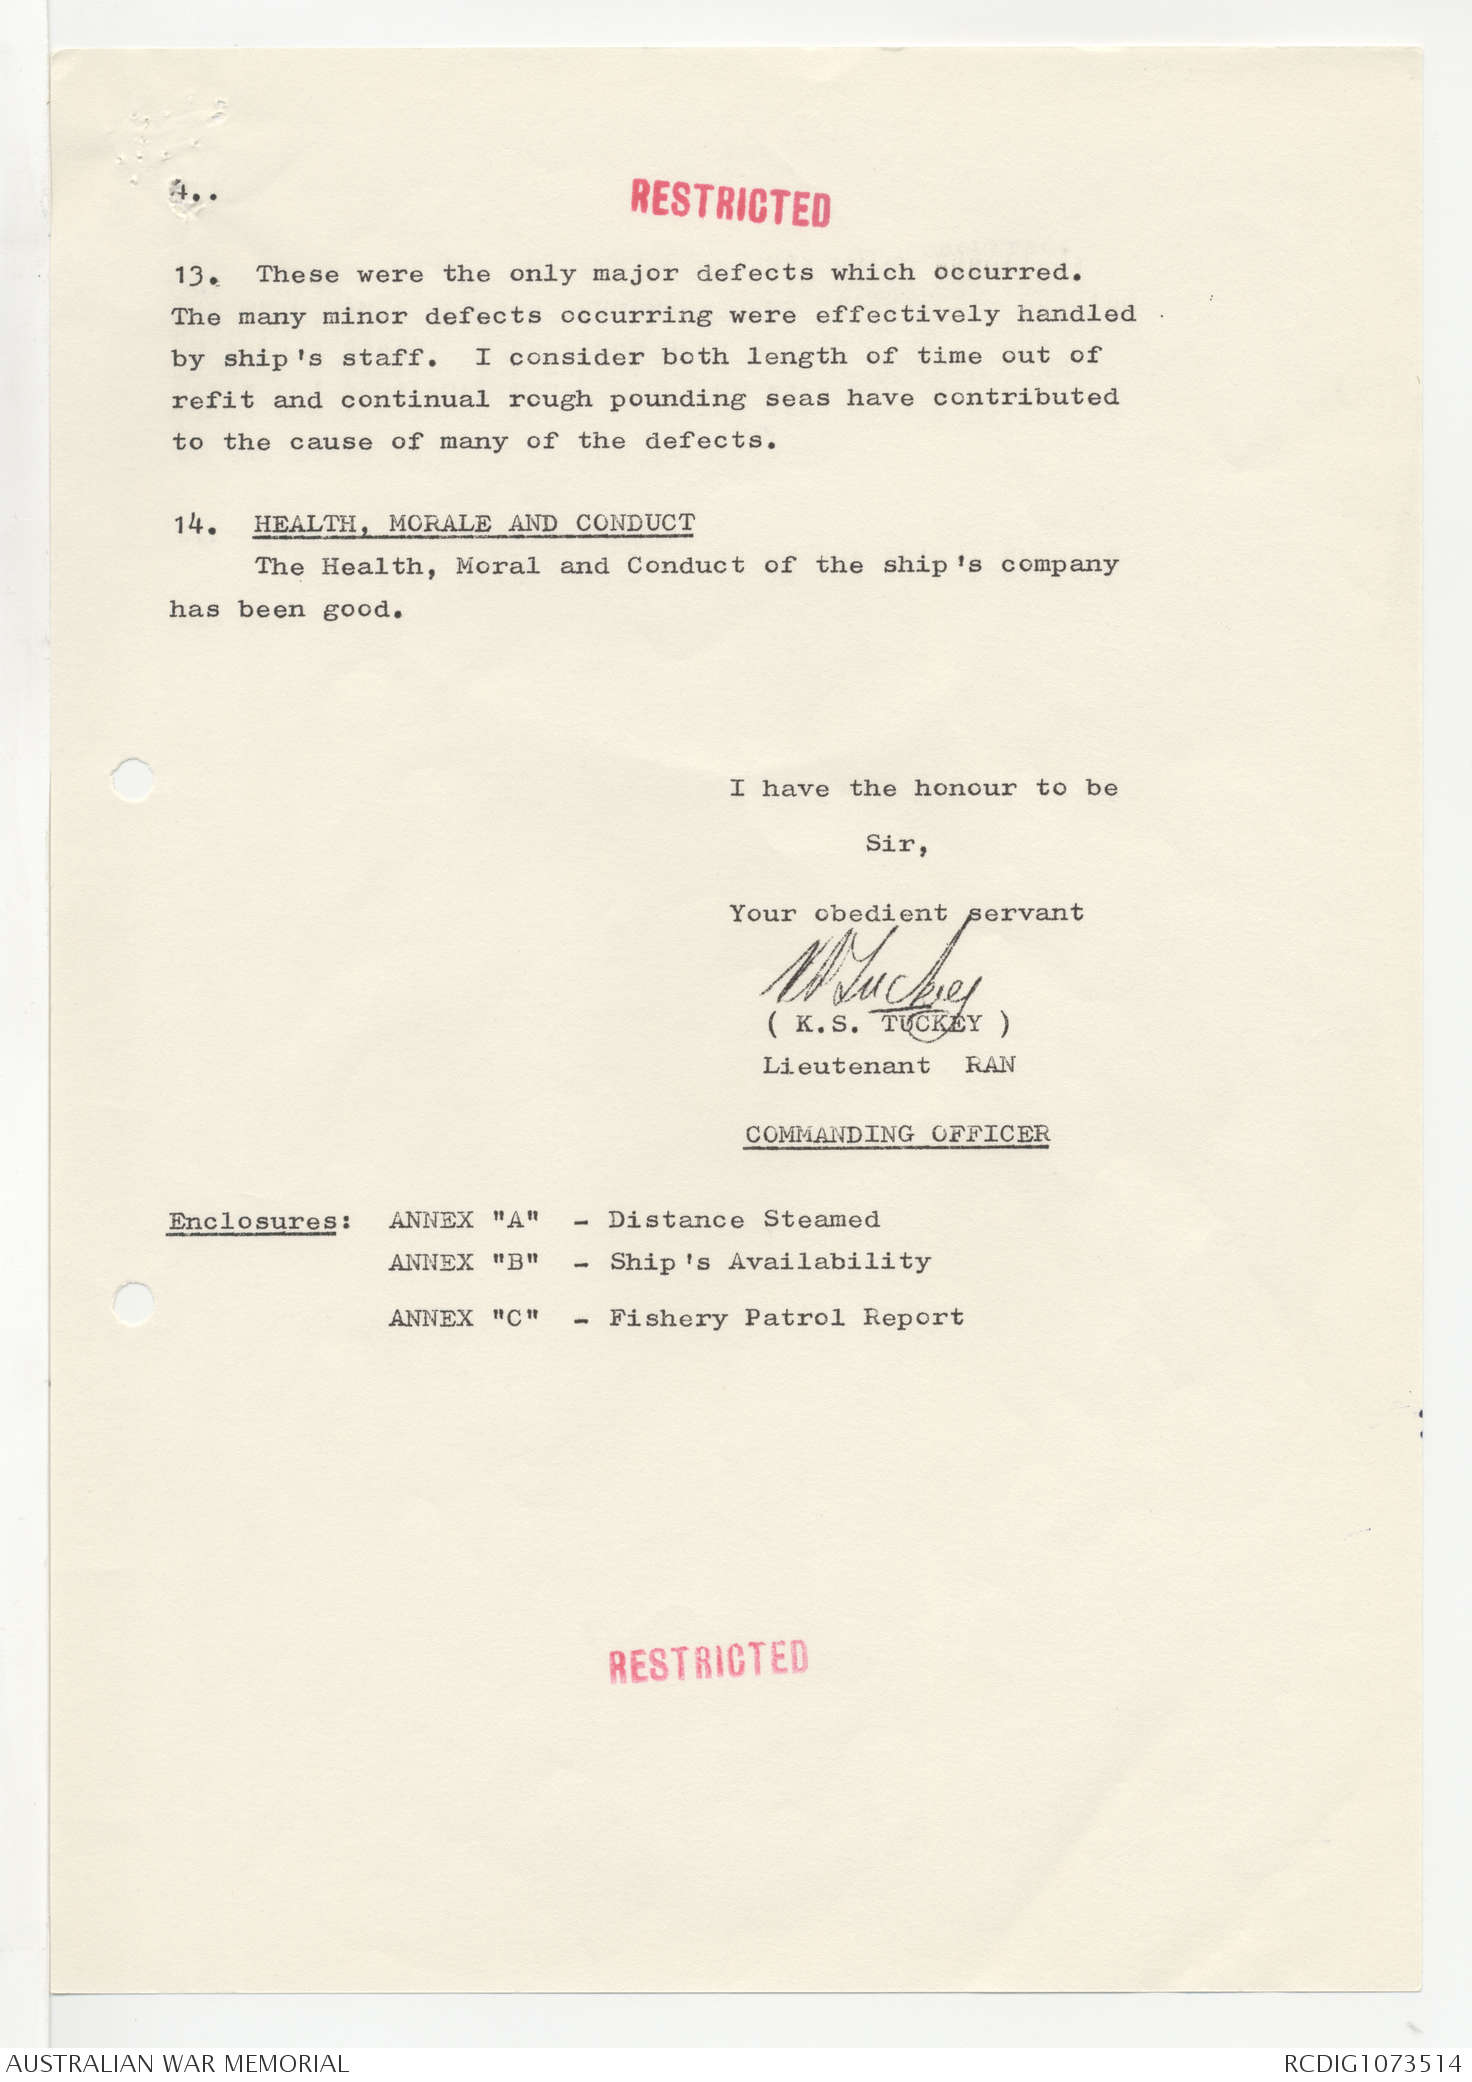 4..
RESTRICTED
13. These were the only major defects which occurred.
The many minor defects occurring were effectively handled
by ship's staff. I consider both length of time out of
refit and continual rough pounding seas have contributed
to the cause of many of the defects.
14. HEALTH, MORALE AND CONDUCT
The Health, Moral and Conduct of the ship's company
has been good.
I have the honour to be
Sir,
Your obedient servant
KSTuckey
( K.S. TUCKEY )
Lieutenant RAN
COMMANDING OFFICER
Enclosures: ANNEX "A" - Distance Steamed
ANNEX "B" - Ship's Availability
ANNEX "C" - Fishery Patrol Report
RESTRICTED
AUSTRALIAN WAR MEMORIAL
RCDIG1073514